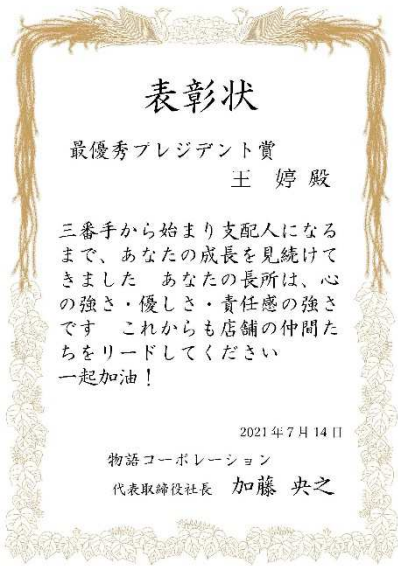 表彰状
最優秀プレジデント賞
王　婷 殿
三番手から始まり支配人になる
まで、あなたの成長を見続けて
きました　あなたの長所は、心
の強さ・優しさ・責任感の強さ
です　これからも店舗の仲間た
ちをリードしてください
一起加油！
2021年7月14日
物語コーポレーション
代表取締役社長　加藤 央之